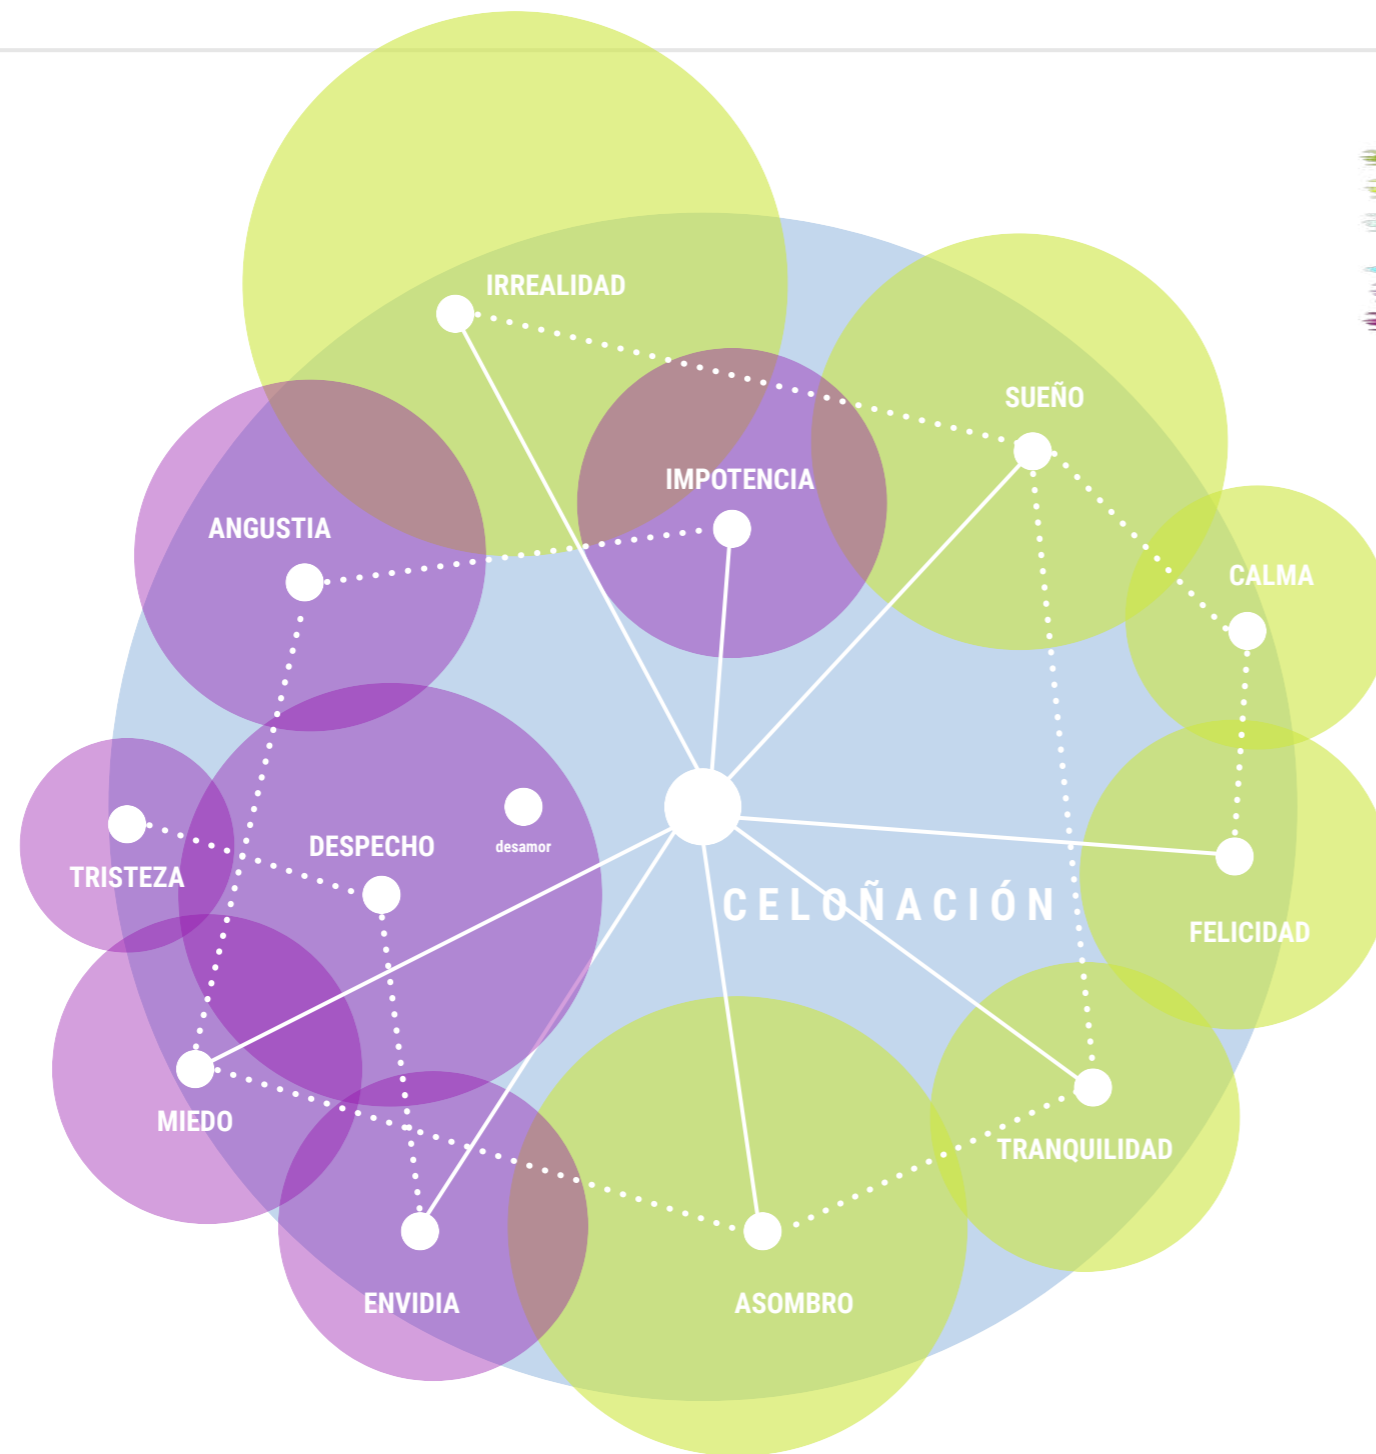 IRREALIDAD
SUEÑO
IMPOTENCIA
ANGUSTIA
CALMA
DESPECHO
desamor
TRISTEZA
CELOÑACIÓN
FELICIDAD
MIEDO
TRANQUILIDAD
ENVIDIA
ASOMBRO